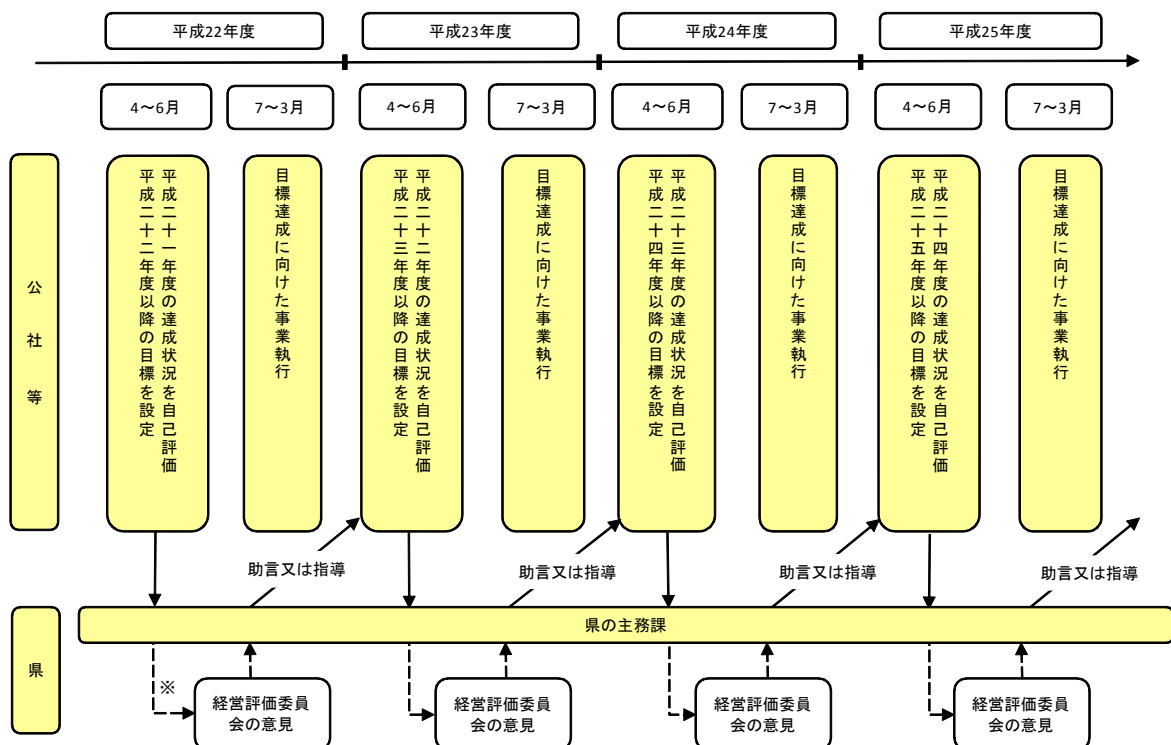 平成22年度
平成23年度
平成24年度
平成25年度
4～6月
7～3月
4～6月
7～3月
4～6月
7～3月
4～6月
7～3月
公社等
平成二十一年度の達成状況を自己評価
平成二十二年度以降の目標を設定
目標達成に向けた事業執行
平成二十二年度の達成状況を自己評価
平成二十三年度以降の目標を設定
目標達成に向けた事業執行
平成二十三年度の達成状況を自己評価
平成二十四年度以降の目標を設定
目標達成に向けた事業執行
平成二十四年度の達成状況を自己評価
平成二十五年度以降の目標を設定
目標達成に向けた事業執行
助言又は指導
助言又は指導
助言又は指導
助言又は指導
県
県の主務課
※
経営評価委員
会の意見
経営評価委員
会の意見
経営評価委員
会の意見
経営評価委員
会の意見